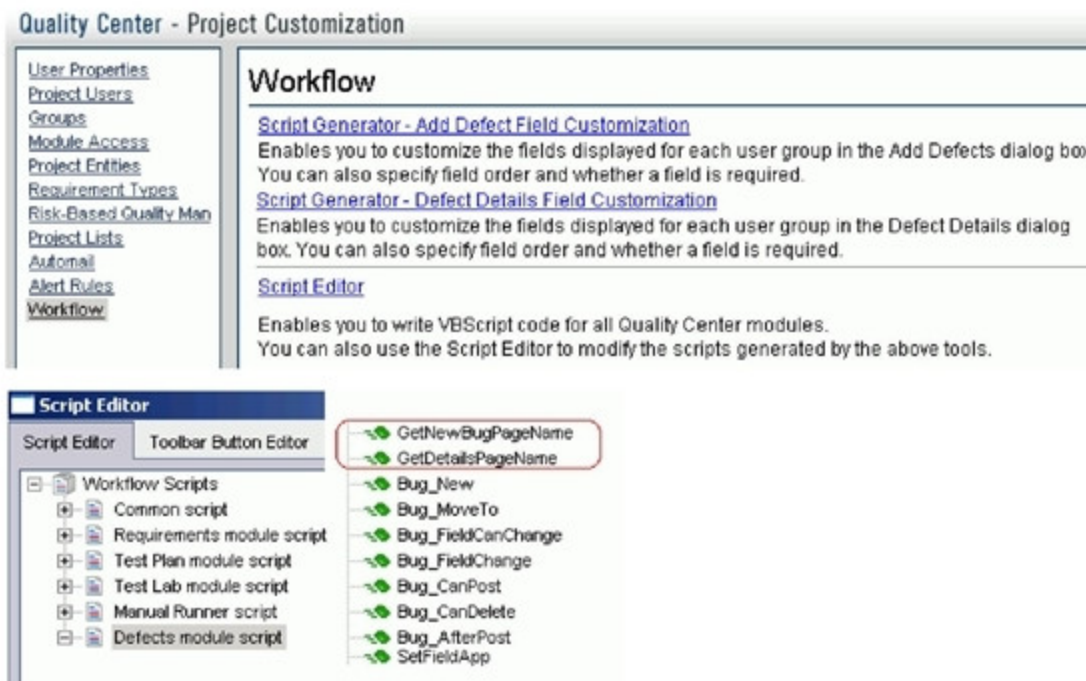 Quality Center - Project Customization
User Properties
Project Users
Groups
Module Access
Project Entities
Requirement Types
Risk-Based Quality Man
Project Lists
Automail
Alert Rules
Workflow
Workflow
Script Generator - Add Defect Field Customization
Enables you to customize the fields displayed for each user group in the Add Defects dialog box
You can also specify field order and whether a field is required.
Script Generator - Defect Details Field Customization
Enables you to customize the fields displayed for each user group in the Defect Details dialog
box. You can also specify field order and whether a field is required.
Script Editor
Enables you to write VBScript code for all Quality Center modules.
You can also use the Script Editor to modify the scripts generated by the above tools.
Script Editor
Script Editor Toolbar Button Editor
Workflow Scripts
Common script
Requirements module script
Test Plan module script
Test Lab module script
Manual Runner script
Defects module script
GetNewBugPageName
GetDetailsPageName
Bug_New
Bug_MoveTo
Bug_FieldCanChange
Bug_FieldChange
Bug_CanPost
Bug_CanDelete
Bug_AfterPost
SetFieldApp